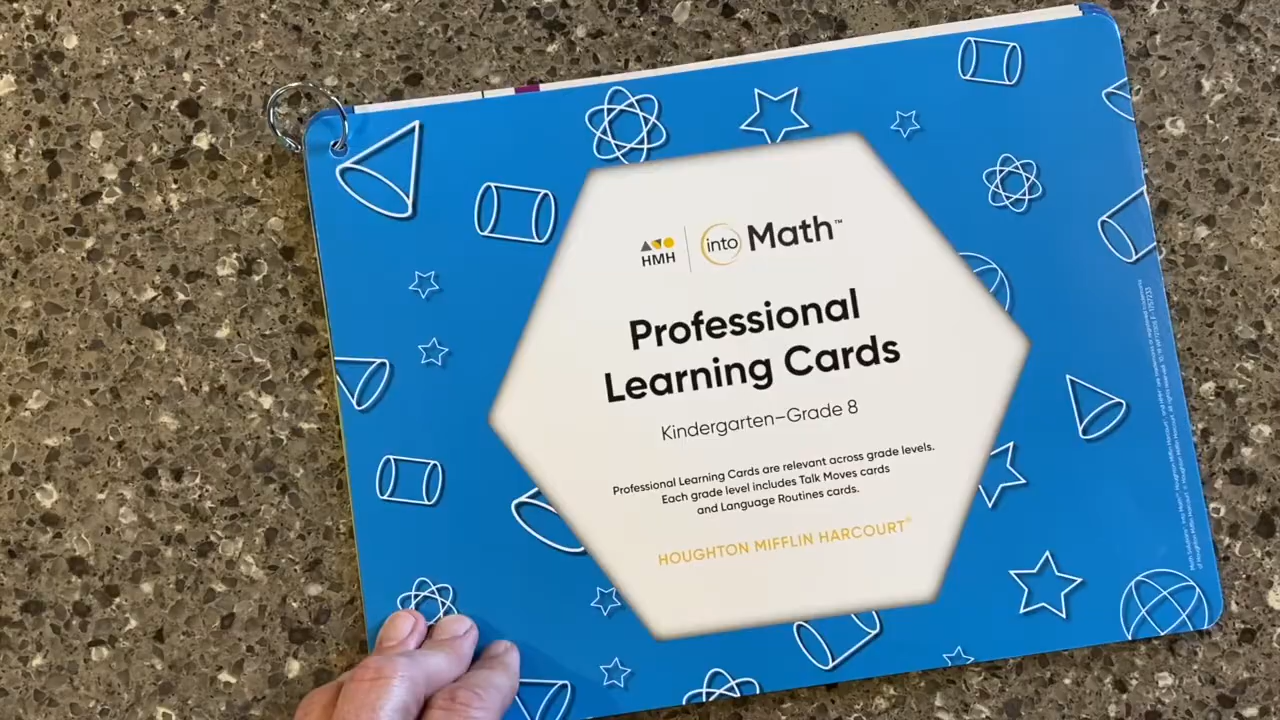 HMH
into Math™
Professional
Learning Cards
Kindergarten–Grade 8
Professional Learning Cards are relevant across grade levels.
Each grade level includes Talk Moves cards
and Language Routines cards.
HOUGHTON MIFFLIN HARCOURT®